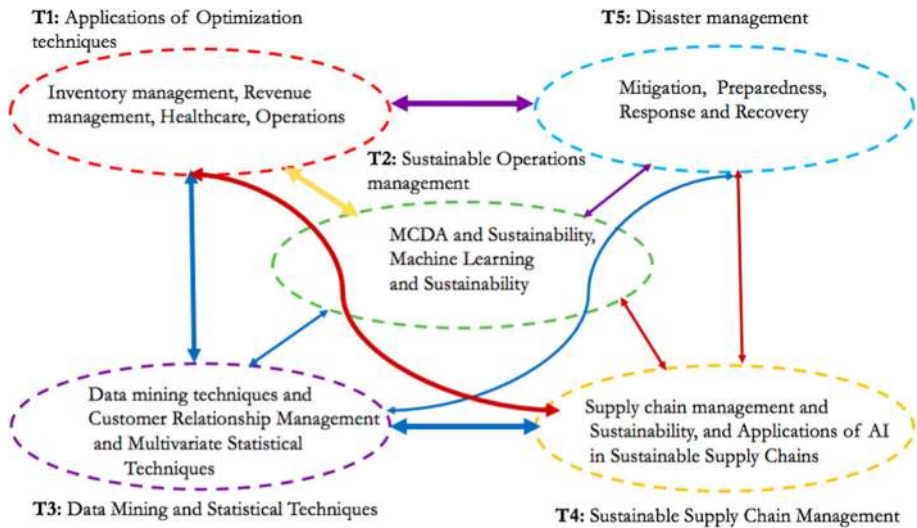 T1: Applications of Optimization
techniques
Inventory management, Revenue
management, Healthcare, Operations
T5: Disaster management
Mitigation, Preparedness,
Response and Recovery
T2: Sustainable Operations
management
MCDA and Sustainability,
Machine Learning
and Sustainability
Data mining techniques and
Customer Relationship Management
and Multivariate Statistical
Techniques
T3: Data Mining and Statistical Techniques
Supply chain management and
Sustainability, and Applications of AI
in Sustainable Supply Chains
T4: Sustainable Supply Chain Management